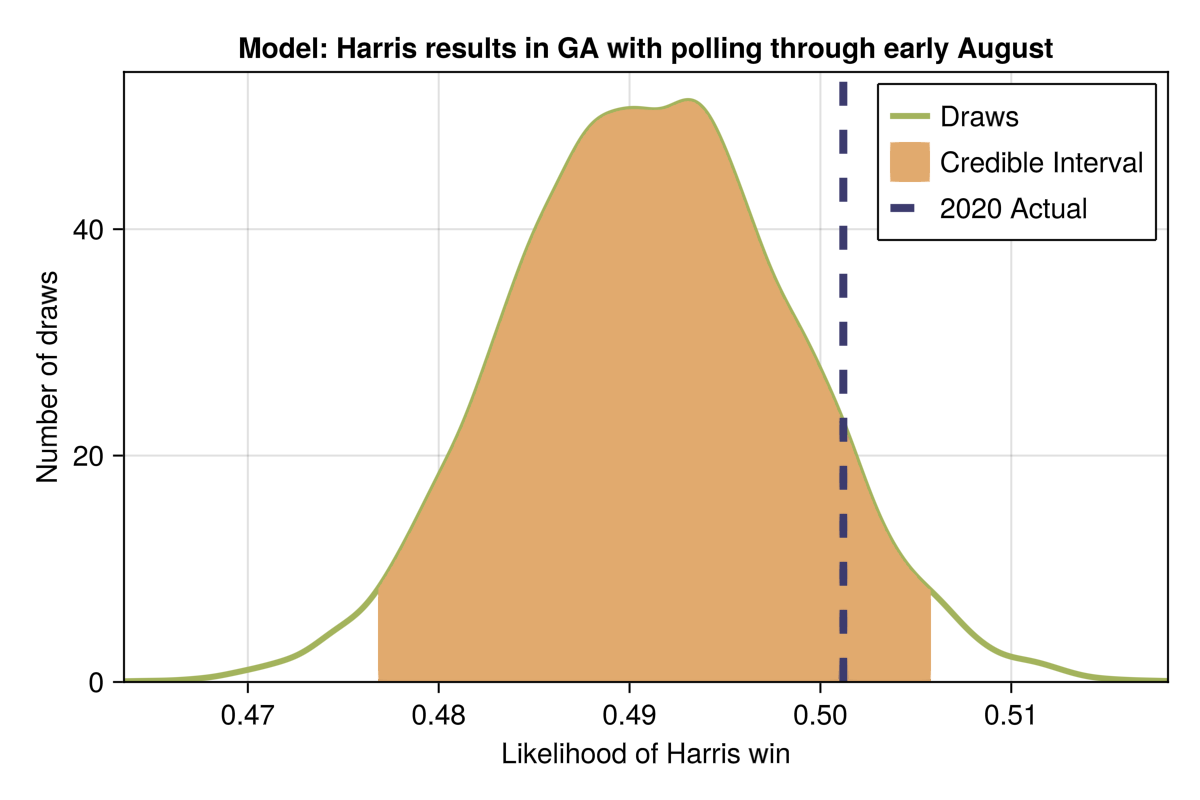 Model: Harris results in GA with polling through early August
Draws
Credible Interval
2020 Actual
Number of draws
40
20
0
0.47
0.48
0.49
0.50
0.51
Likelihood of Harris win